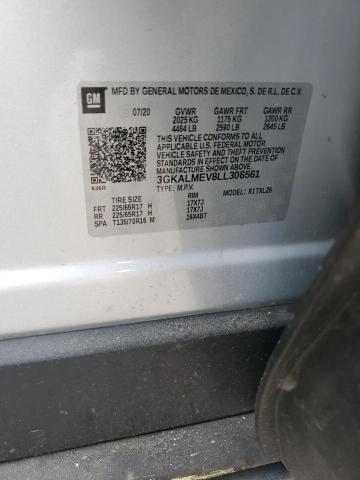 GM
MFD BY GENERAL MOTORS DE MEXICO, S. DE R.L. DE C.V.
07/20 GVWR GAWR FRT GAWR RR
2025 KG 1175 KG 1200 KG
4464 LB 2590 LB 2645 LB
THIS VEHICLE CONFORMS TO ALL
APPLICABLE U.S. FEDERAL MOTOR VEHICLE
SAFETY AND THEFT PREVENTION STANDARDS
IN EFFECT ON THE DATE OF
MANUFACTURE SHOWN ABOVE.
3GKALMEV8LL306561
TYPE: M.P.V. MODEL: 81TXL26
TIRE SIZE RIM
FRT 225/65R17 H 17X7J
RR 225/65R17 H 17X7J
SPA T135/70R16 M 16X4BT